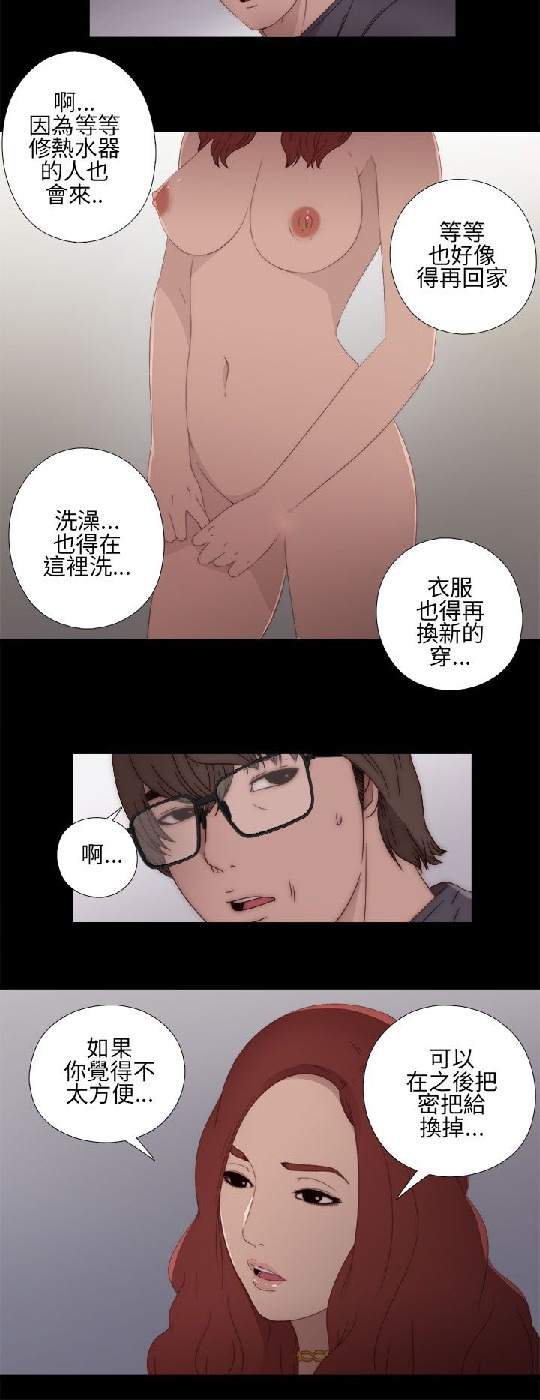 啊...
因為等等
修熱水器
的人也
會來..
等等
也好像
得再回家
洗澡...
也得在
這裡洗...
衣服
也得再
換新的
穿...
啊...
如果
你覺得不
太方便...
可以
在之後把
密把給
換掉...